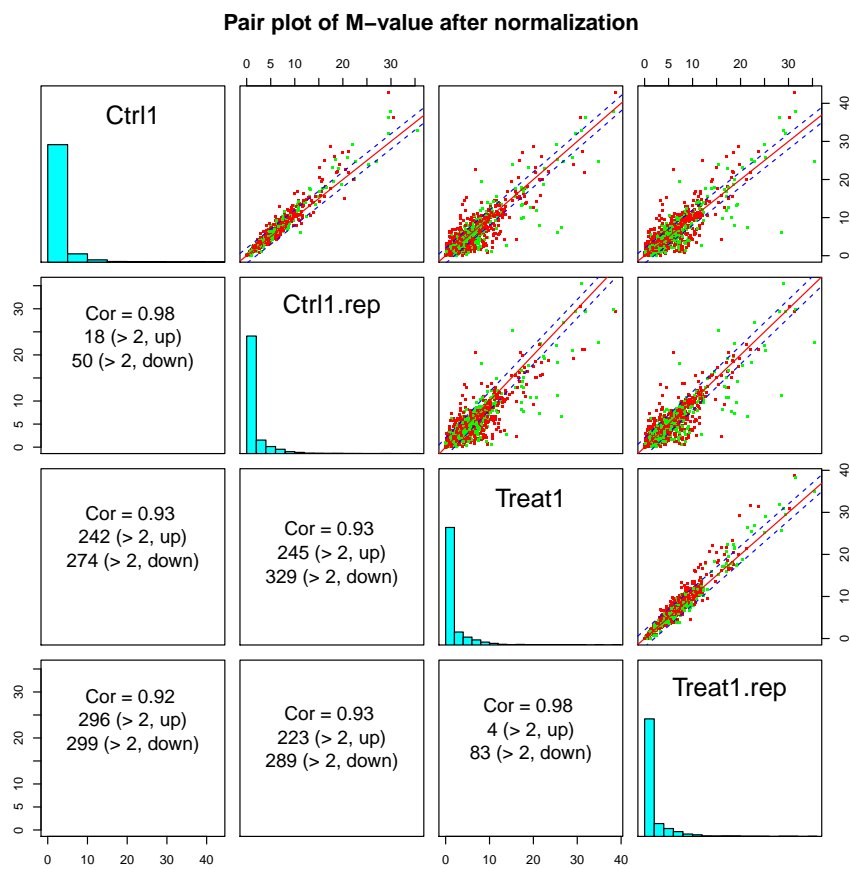 Pair plot of M−value after normalization
0 5 10 20 30
0 5 10 20 30
Ctrl1
0 10 20 30 40
0 5 10 20 30
Cor = 0.98
18 (> 2, up)
50 (> 2, down)
Ctrl1.rep
Cor = 0.93
242 (> 2, up)
274 (> 2, down)
Cor = 0.93
245 (> 2, up)
329 (> 2, down)
Treat1
0 10 20 30 40
0 5 10 20 30
Cor = 0.92
296 (> 2, up)
299 (> 2, down)
Cor = 0.93
223 (> 2, up)
289 (> 2, down)
Cor = 0.98
4 (> 2, up)
83 (> 2, down)
Treat1.rep
0 10 20 30 40
0 10 20 30 40